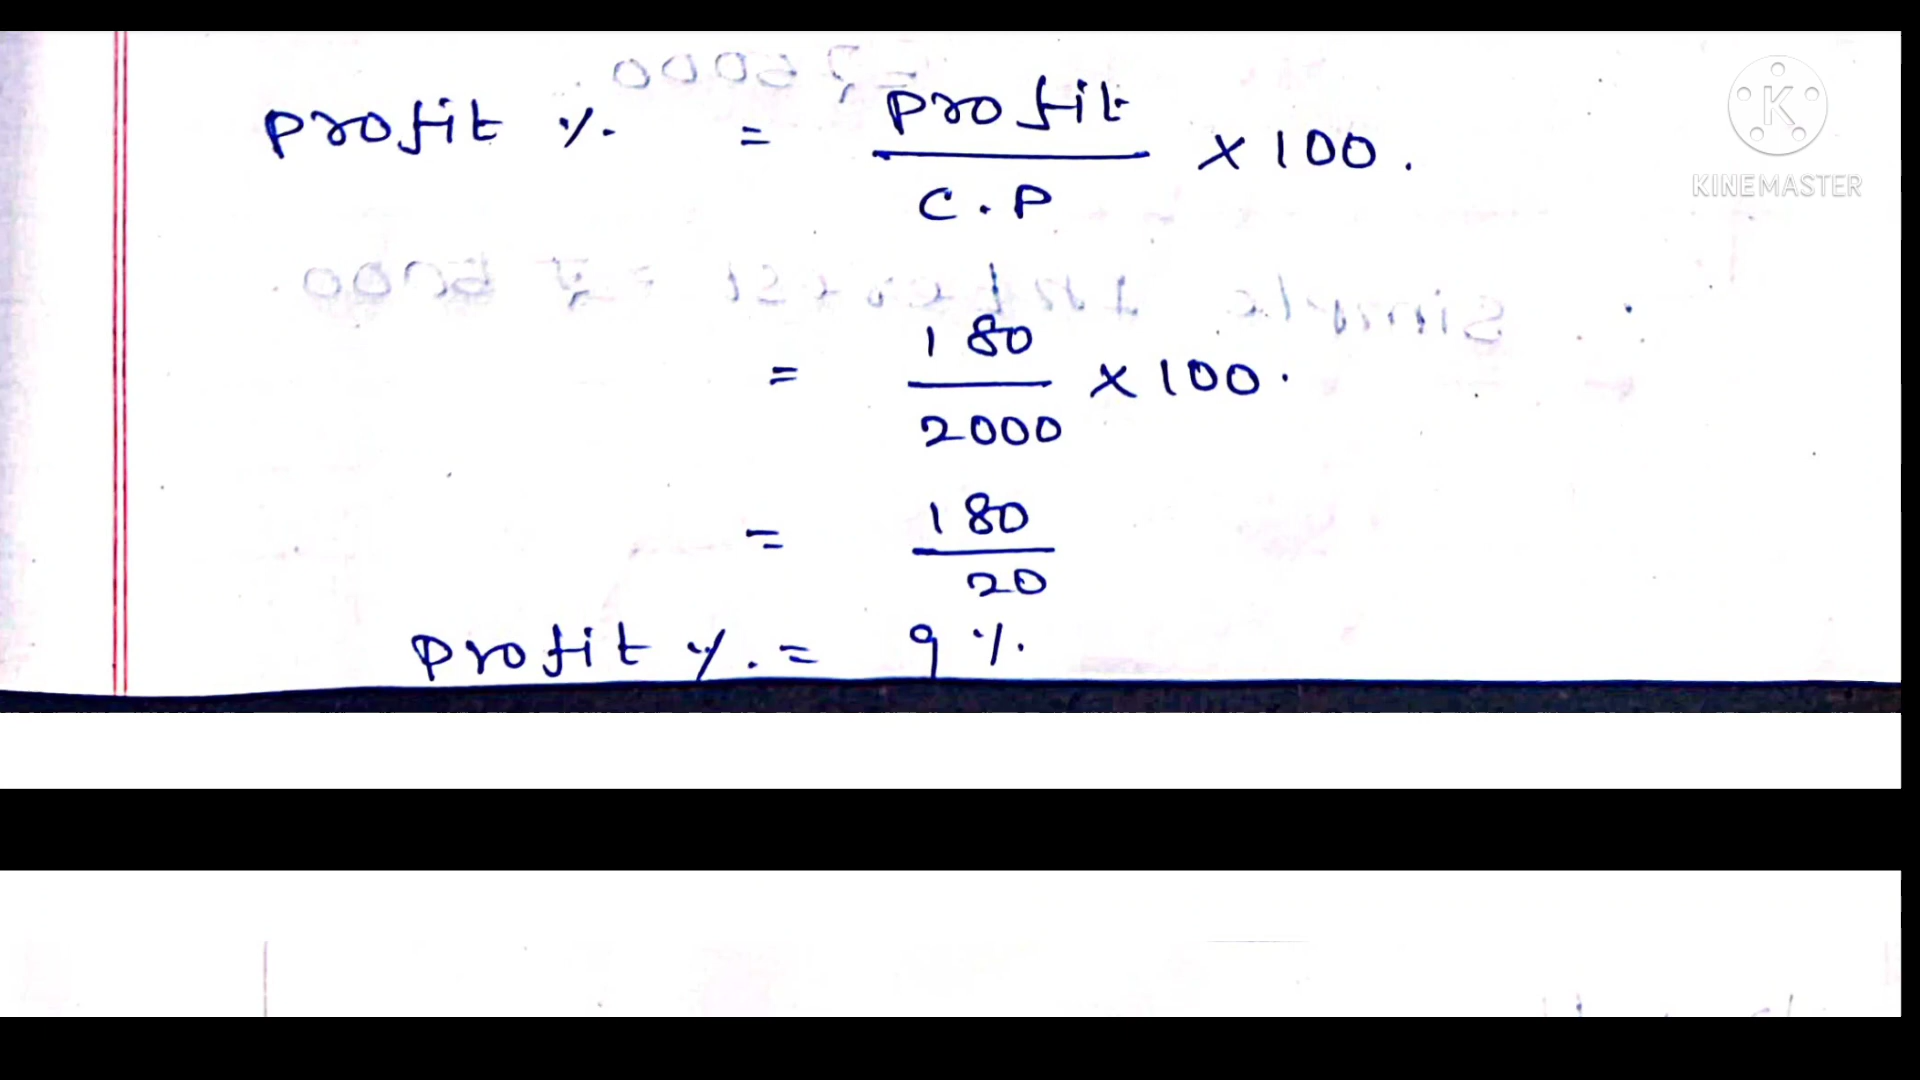 Profit % = Profit / C.P × 100.
= 180 / 2000 × 100.
= 180 / 20
Profit % = 9 %.
K
KINEMASTER